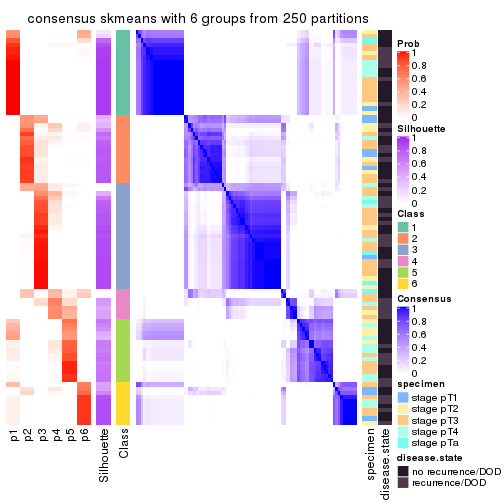 consensus skmeans with 6 groups from 250 partitions
Prob
1
0.8
0.6
0.4
0.2
0
Silhouette
1
0.8
0.6
0.4
0.2
0
Class
1
2
3
4
5
6
Consensus
1
0.8
0.6
0.4
0.2
0
specimen
stage pT1
stage pT2
stage pT3
stage pT4
stage pTa
disease.state
no recurrence/DOD
recurrence/DOD
p1
p2
p3
p4
p5
p6
Silhouette
Class
specimen
disease.state